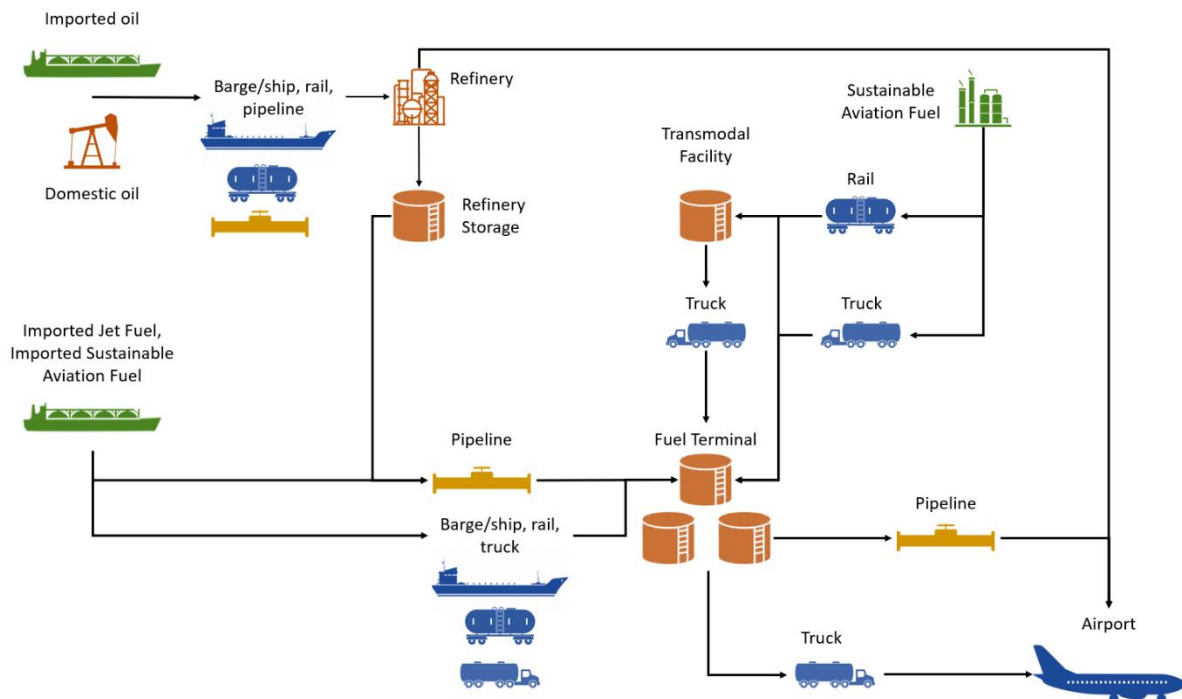 Imported oil
Barge/ship, rail,
pipeline
Refinery
Domestic oil
Refinery
Storage
Sustainable
Aviation Fuel
Transmodal
Facility
Rail
Truck
Truck
Imported Jet Fuel,
Imported Sustainable
Aviation Fuel
Pipeline
Fuel Terminal
Barge/ship, rail,
truck
Pipeline
Truck
Airport